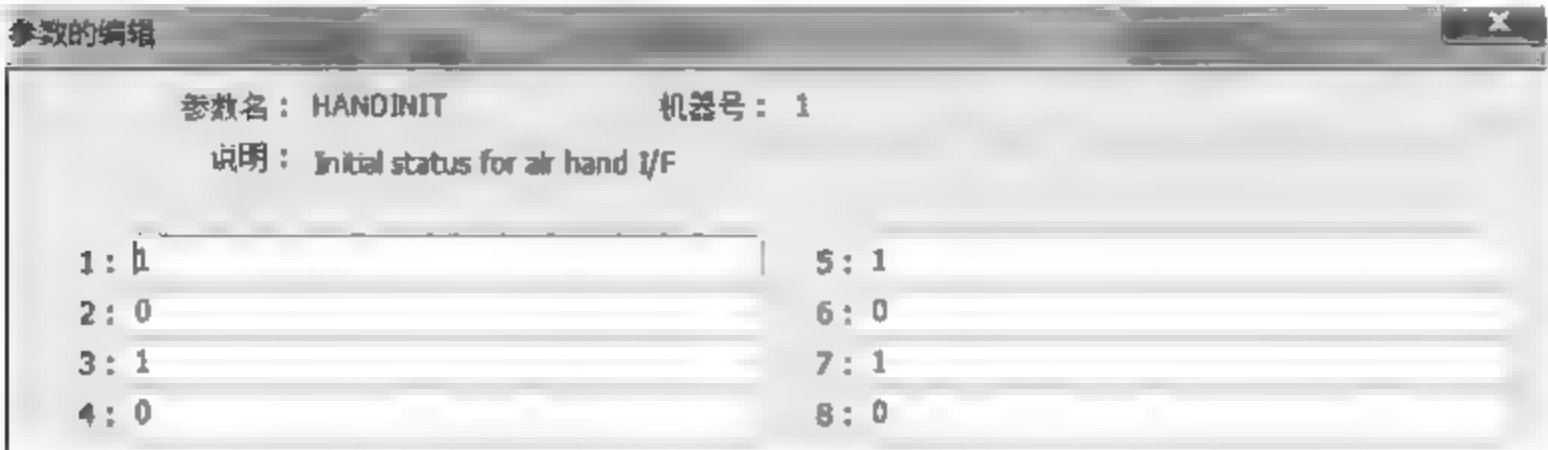 参数的编辑
参数名： HANDINIT 机器号： 1
说明： Initial status for air hand I/F
1： 1 5： 1
2： 0 6： 0
3： 1 7： 1
4： 0 8： 0